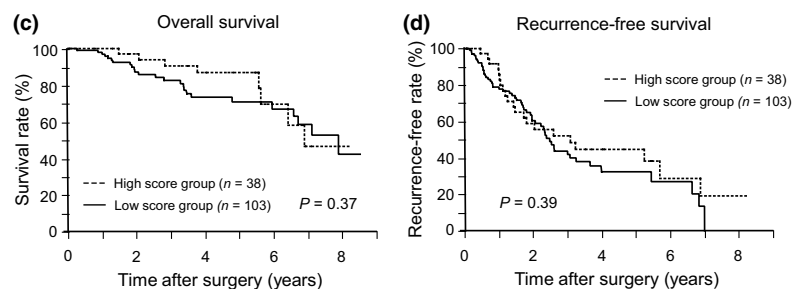 (c)
Overall survival
Survival rate (%)
100
80
60
40
20
0
High score group (n = 38)
Low score group (n = 103)
P = 0.37
0 2 4 6 8
Time after surgery (years)
(d)
Recurrence-free survival
Recurrence-free rate (%)
100
80
60
40
20
0
High score group (n = 38)
Low score group (n = 103)
P = 0.39
0 2 4 6 8
Time after surgery (years)